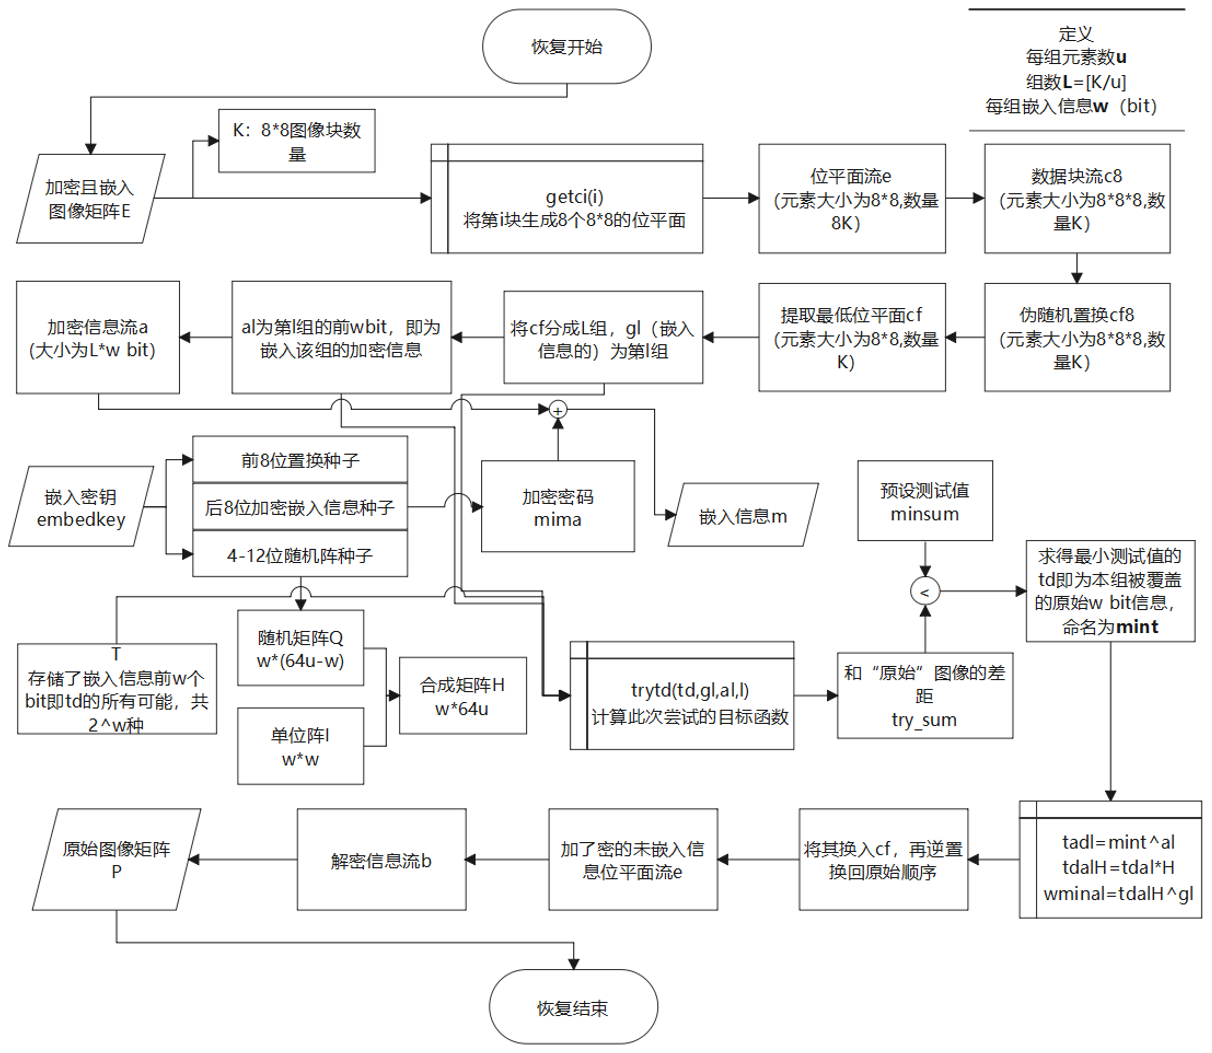 恢复开始
定义
每组元素数u
组数L=[K/u]
每组嵌入信息w（bit）
K：8*8图像块数
量
加密且嵌入
图像矩阵E
getci(i)
将第i块生成8个8*8的位平面
位平面流e
（元素大小为8*8,数量
8K）
数据块流c8
（元素大小为8*8*8,数
量K）
加密信息流a
(大小为L*w bit)
al为第l组的前wbit，即为
嵌入该组的加密信息
将cf分成L组，gl（嵌入
信息的）为第l组
提取最低位平面cf
（元素大小为8*8,数量
K）
伪随机置换cf8
（元素大小为8*8*8,数
量K）
+
嵌入密钥
embedkey
前8位置换种子
后8位加密嵌入信息种子
4-12位随机阵种子
加密密码
mima
嵌入信息m
预设测试值
minsum
<
求得最小测试值的
td即为本组被覆盖
的原始w bit信息，
命名为mint
T
存储了嵌入信息前w个
bit即td的所有可能，共
2^w种
随机矩阵Q
w*(64u-w)
单位阵I
w*w
合成矩阵H
w*64u
trytd(td,gl,al,l)
计算此次尝试的目标函数
和“原始”图像的差
距
try_sum
原始图像矩阵
P
解密信息流b
加了密的未嵌入信
息位平面流e
将其换入cf，再逆置
换回原始顺序
tadl=mint^al
tdalH=tdal*H
wminal=tdalH^gl
恢复结束